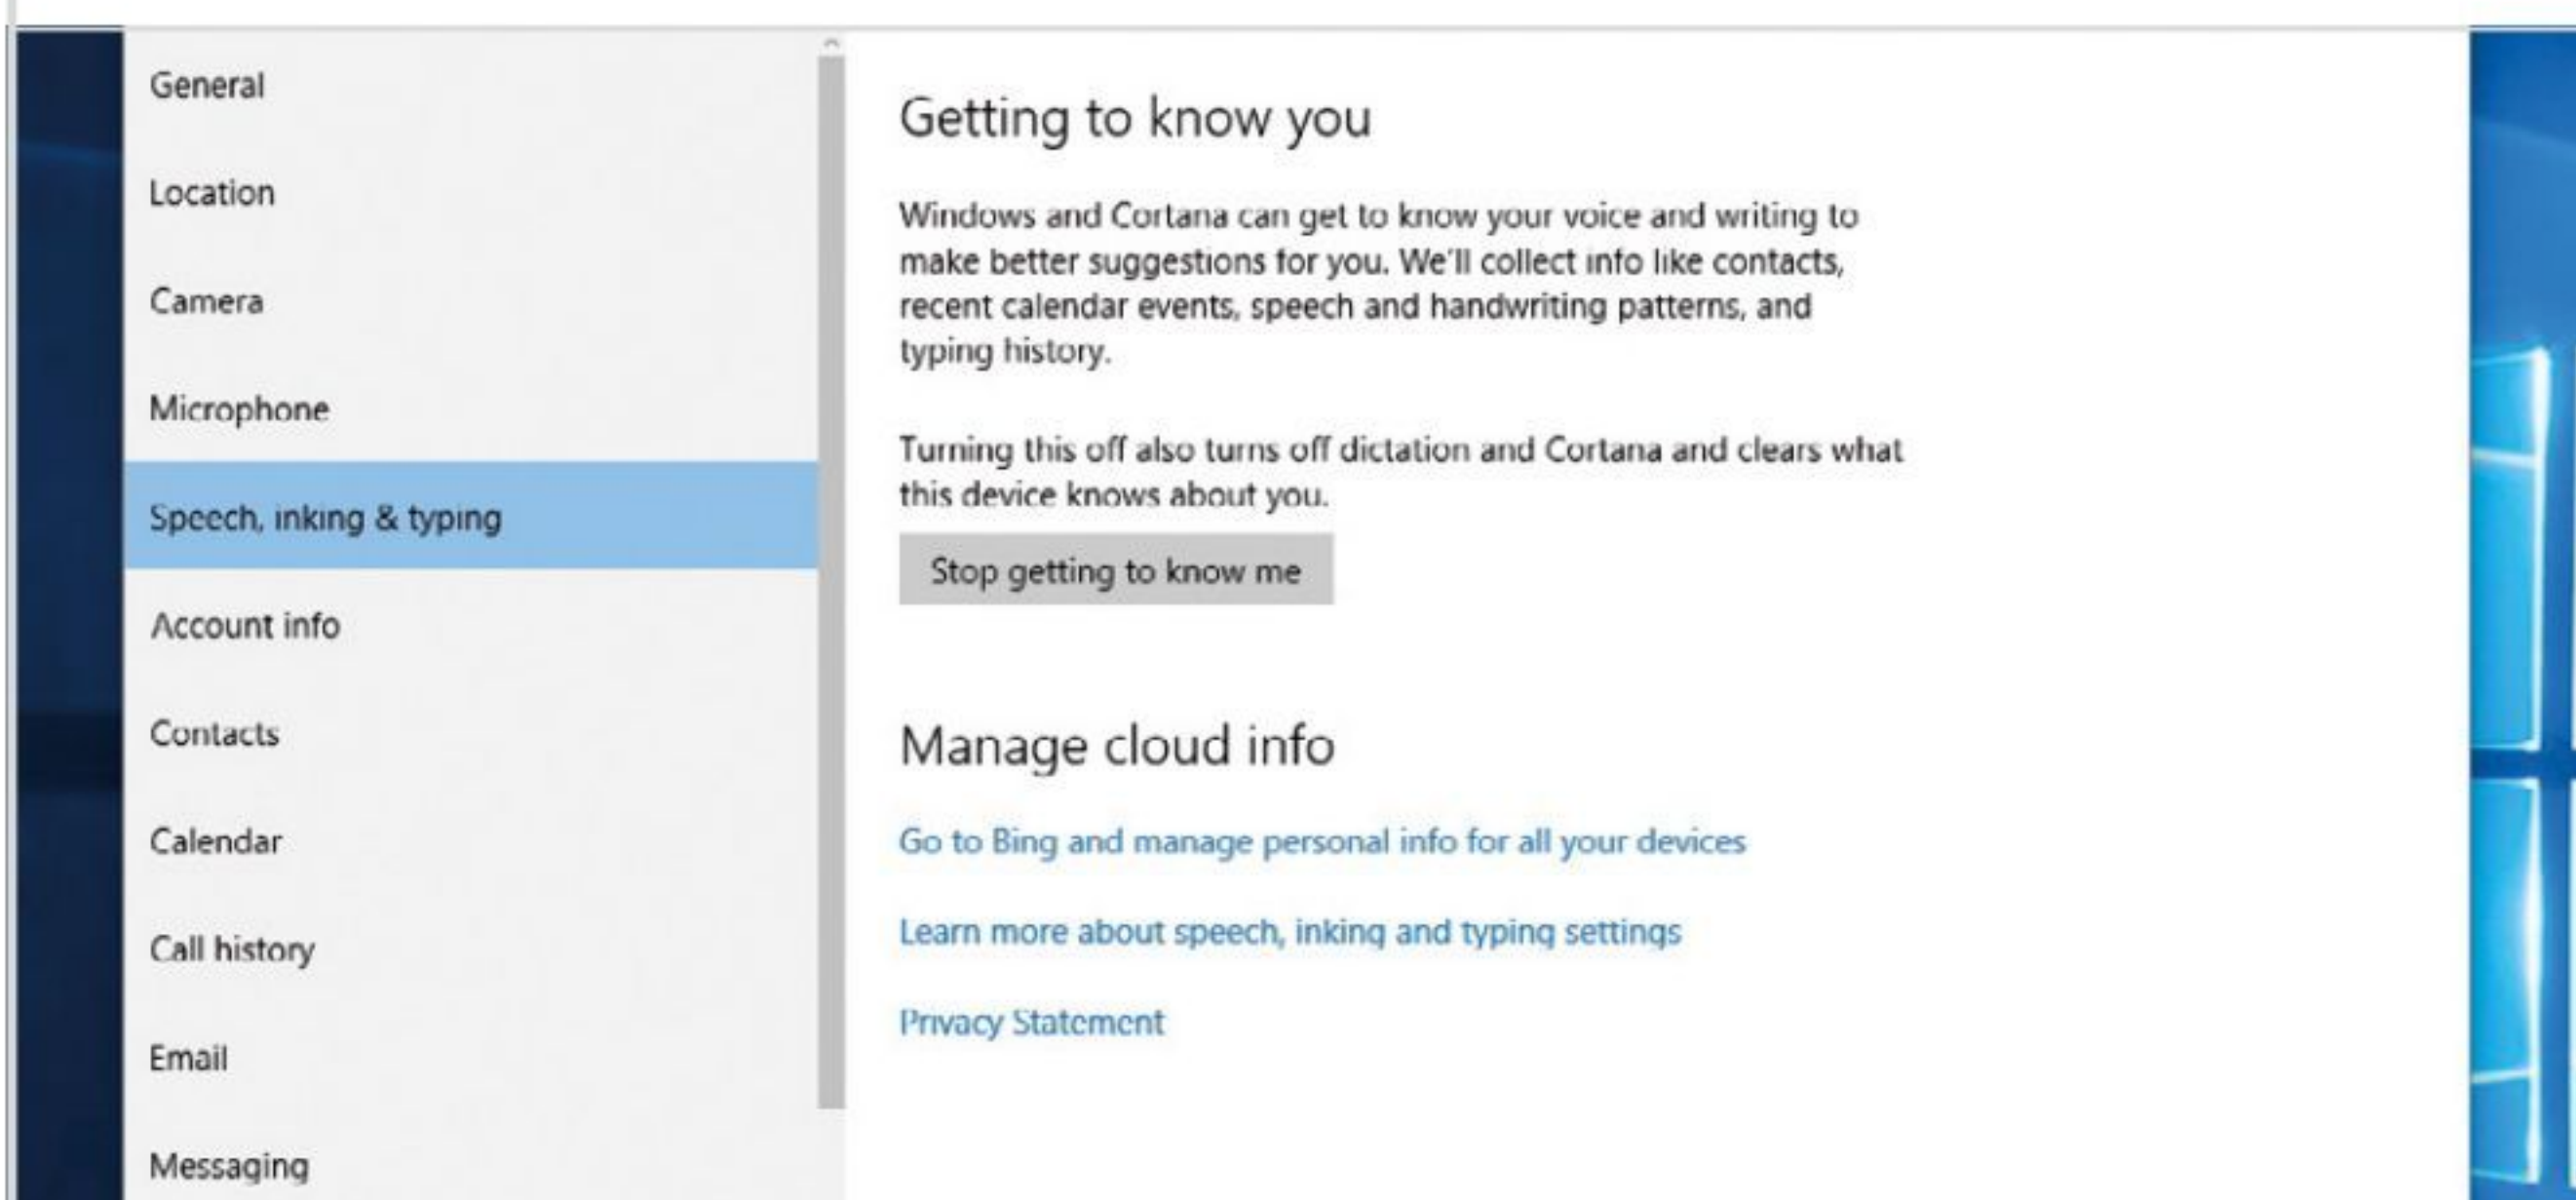 General
Location
Camera
Microphone
Speech, inking & typing
Account info
Contacts
Calendar
Call history
Email
Messaging
Getting to know you
Windows and Cortana can get to know your voice and writing to
make better suggestions for you. We'll collect info like contacts,
recent calendar events, speech and handwriting patterns, and
typing history.
Turning this off also turns off dictation and Cortana and clears what
this device knows about you.
Stop getting to know me
Manage cloud info
Go to Bing and manage personal info for all your devices
Learn more about speech, inking and typing settings
Privacy Statement